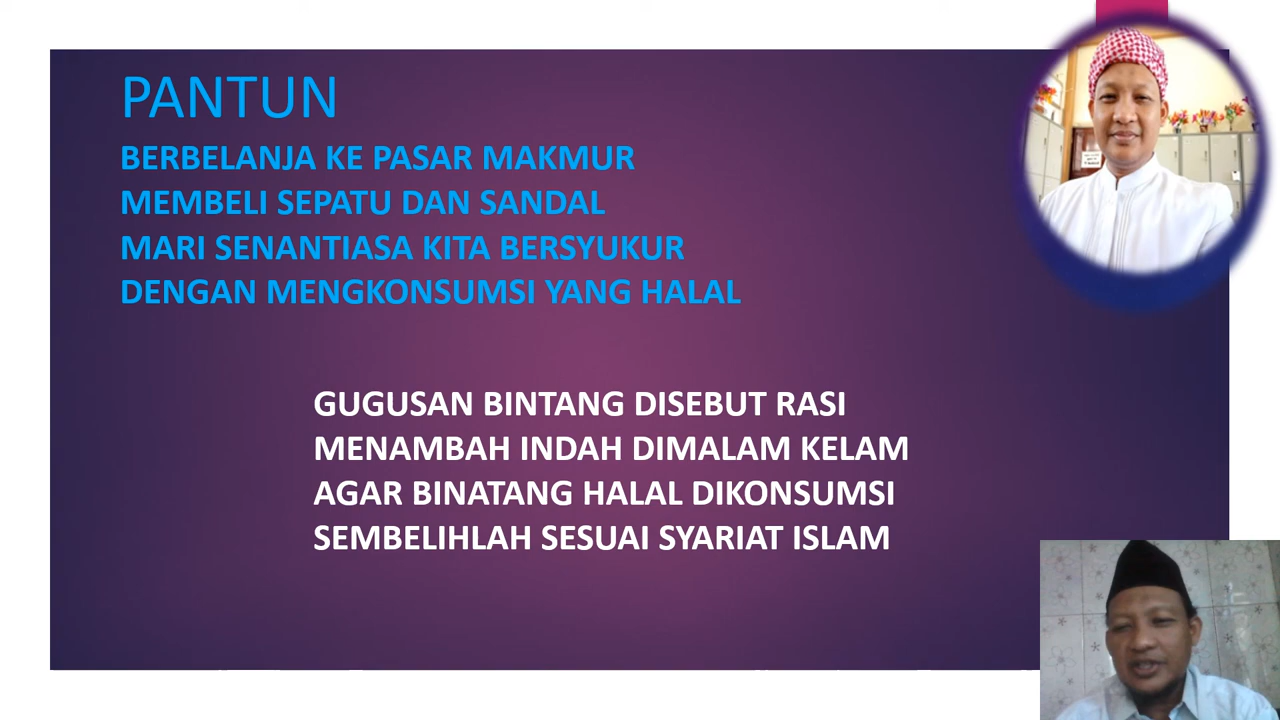 PANTUN
BERBELANJA KE PASAR MAKMUR
MEMBELI SEPATU DAN SANDAL
MARI SENANTIASA KITA BERSYUKUR
DENGAN MENGKONSUMSI YANG HALAL
GUGUSAN BINTANG DISEBUT RASI
MENAMBAH INDAH DIMALAM KELAM
AGAR BINATANG HALAL DIKONSUMSI
SEMBELIHLAH SESUAI SYARIAT ISLAM